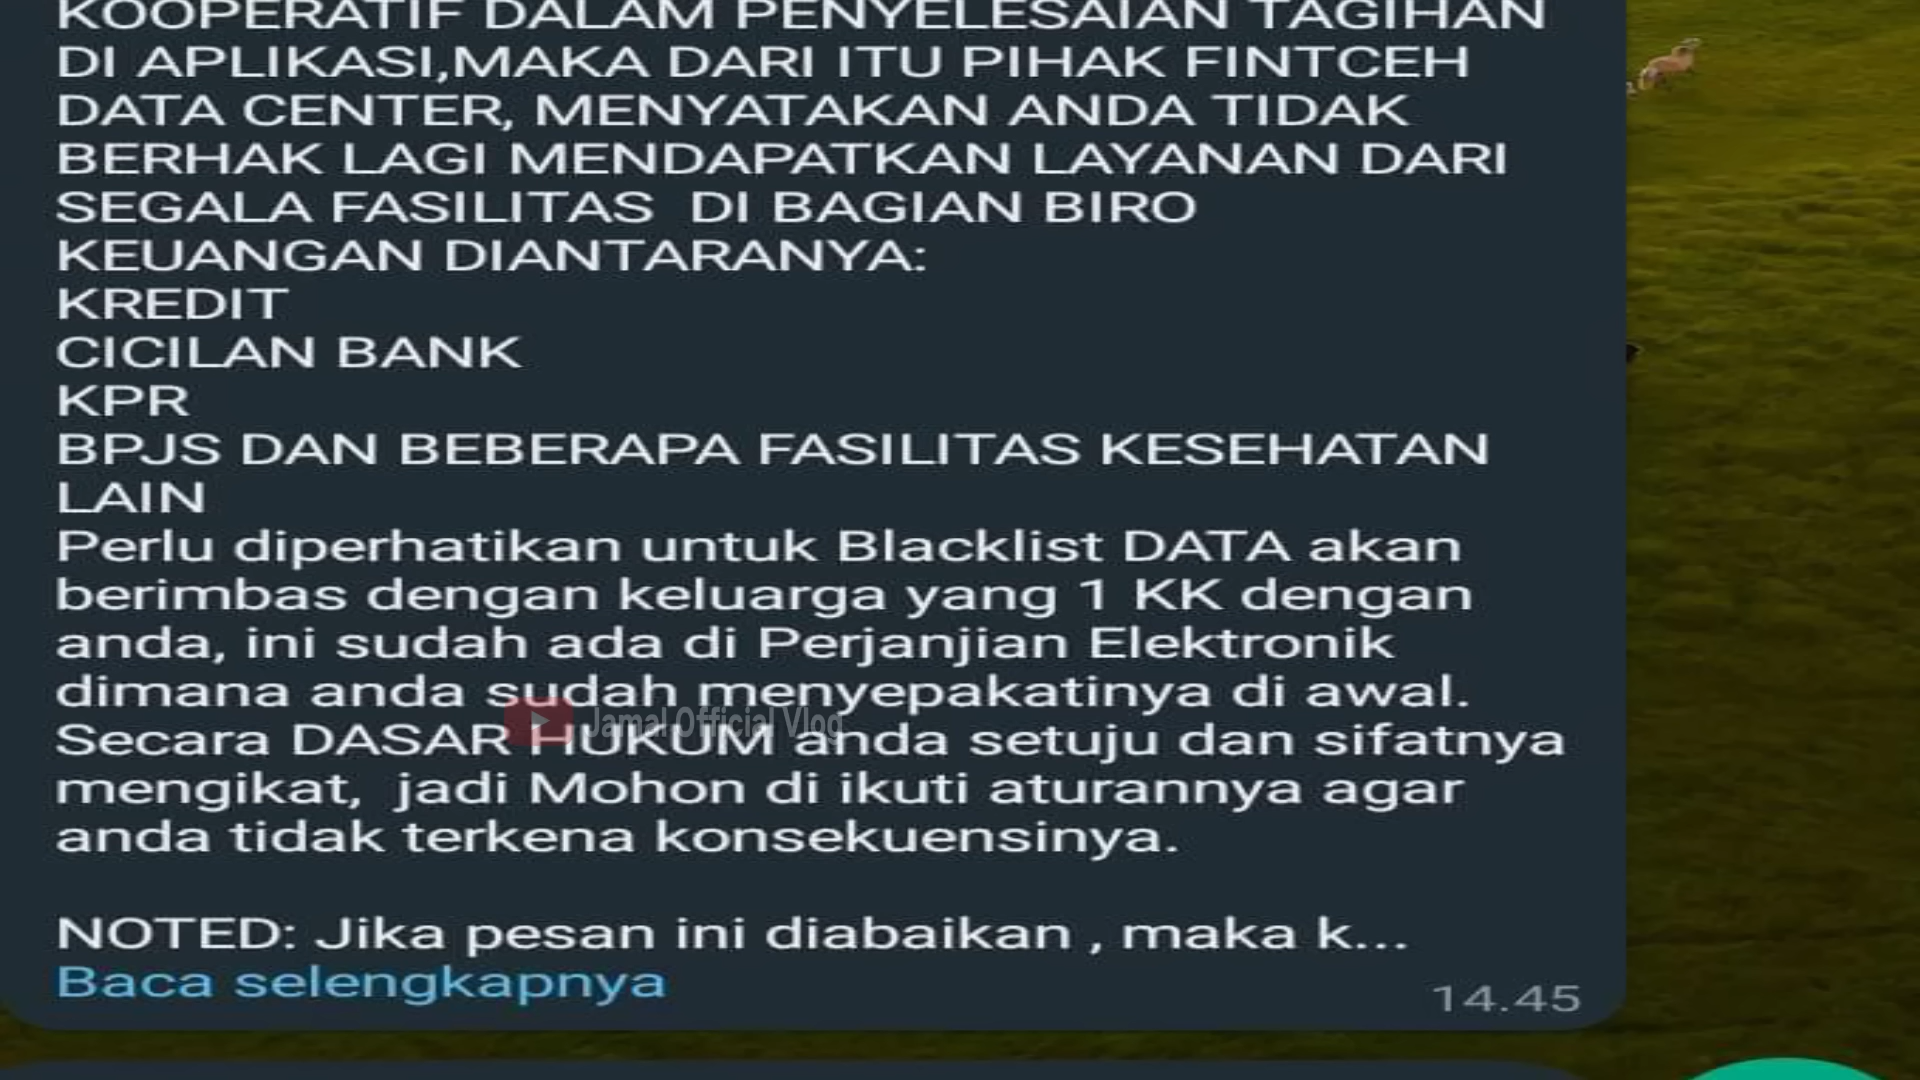 KOOPERATIF DALAM PENYELESAIAN TAGIHAN
DI APLIKASI,MAKA DARI ITU PIHAK FINTCEH
DATA CENTER, MENYATAKAN ANDA TIDAK
BERHAK LAGI MENDAPATKAN LAYANAN DARI
SEGALA FASILITAS  DI BAGIAN BIRO
KEUANGAN DIANTARANYA:
KREDIT
CICILAN BANK
KPR
BPJS DAN BEBERAPA FASILITAS KESEHATAN
LAIN
Perlu diperhatikan untuk Blacklist DATA akan
berimbas dengan keluarga yang 1 KK dengan
anda, ini sudah ada di Perjanjian Elektronik
dimana anda sudah menyepakatinya di awal.
Jamal Official Vlog
Secara DASAR HUKUM anda setuju dan sifatnya
mengikat,  jadi Mohon di ikuti aturannya agar
anda tidak terkena konsekuensinya.
NOTED: Jika pesan ini diabaikan , maka k...
Baca selengkapnya
14.45